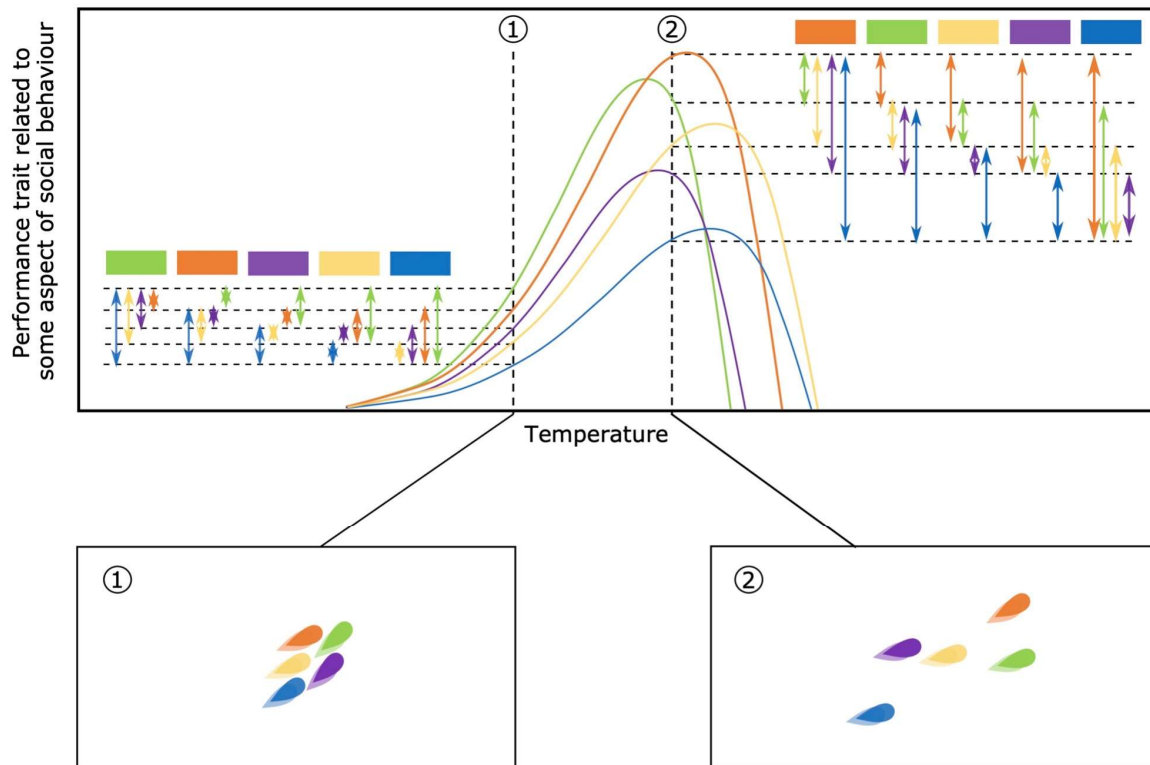 ① ②
Performance trait related to
some aspect of social behaviour
Temperature
① ②